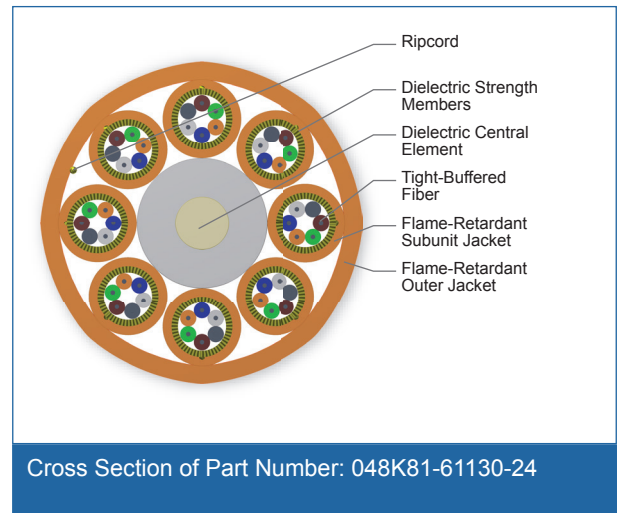 Ripcord
Dielectric Strength
Members
Dielectric Central
Element
Tight-Buffered
Fiber
Flame-Retardant
Subunit Jacket
Flame-Retardant
Outer Jacket
Cross Section of Part Number: 048K81-61130-24